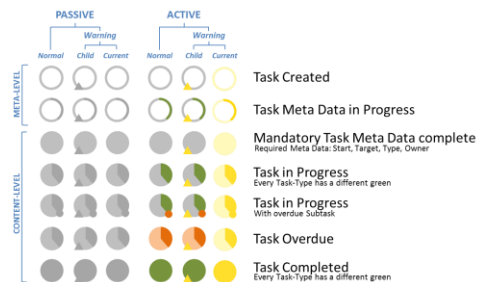 PASSIVE ACTIVE
Warning Warning
Normal Child Current Normal Child Current
META-LEVEL
Task Created
Task Meta Data in Progress
CONTENT-LEVEL
Mandatory Task Meta Data complete
Required Meta Data: Start, Target, Type, Owner
Task in Progress
Every Task-Type has a different green
Task in Progress
With overdue Subtask
Task Overdue
Task Completed
Every Task-Type has a different green